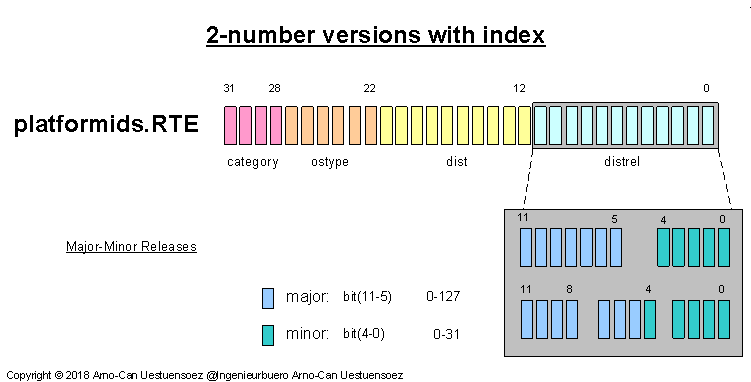 2-number versions with index
31 28 22 12 0
platformids.RTE
category ostype dist distrel
11 5 4 0
Major-Minor Releases
11 8 4 0
major: bit(11-5) 0-127
minor: bit(4-0) 0-31
Copyright © 2018 Arno-Can Uestuensoez @Ingenieurbuero Arno-Can Uestuensoez